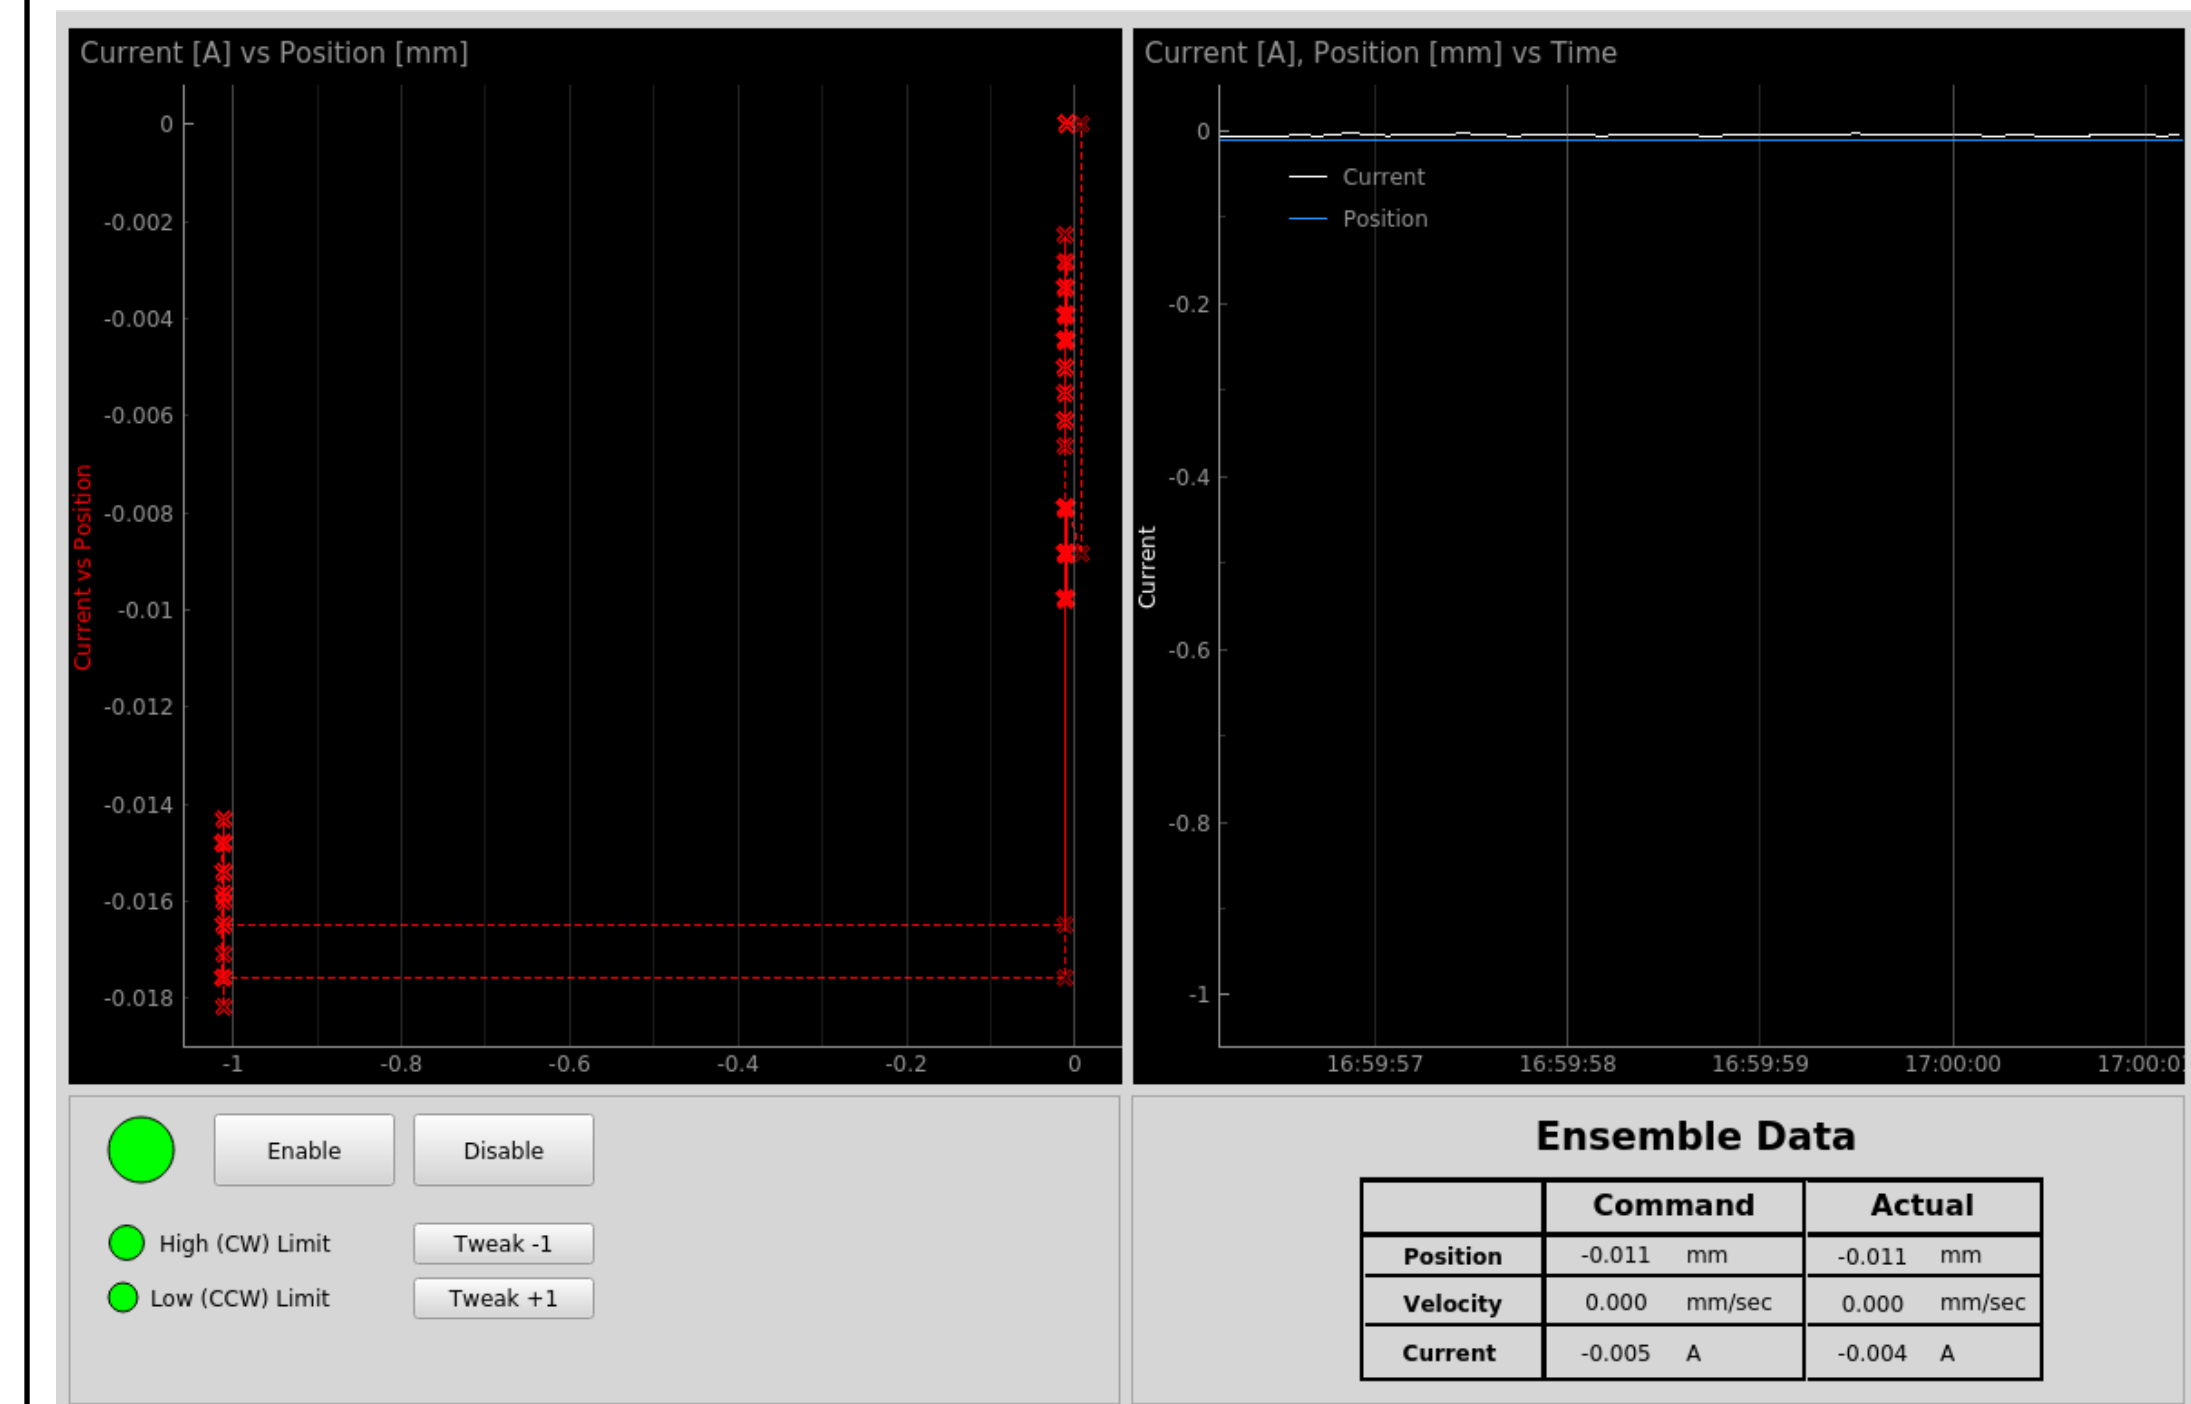 Current [A] vs Position [mm]
0
-0.002
-0.004
-0.006
-0.008
-0.01
-0.012
-0.014
-0.016
-0.018
Current vs Position
-1 -0.8 -0.6 -0.4 -0.2 0
Current [A], Position [mm] vs Time
0
-0.2
-0.4
-0.6
-0.8
-1
Current
Current
Position
16:59:57 16:59:58 16:59:59 17:00:00 17:00:0
Enable Disable
High (CW) Limit Tweak -1
Low (CCW) Limit Tweak +1
Ensemble Data
Command Actual
Position -0.011 mm -0.011 mm
Velocity 0.000 mm/sec 0.000 mm/sec
Current -0.005 A -0.004 A